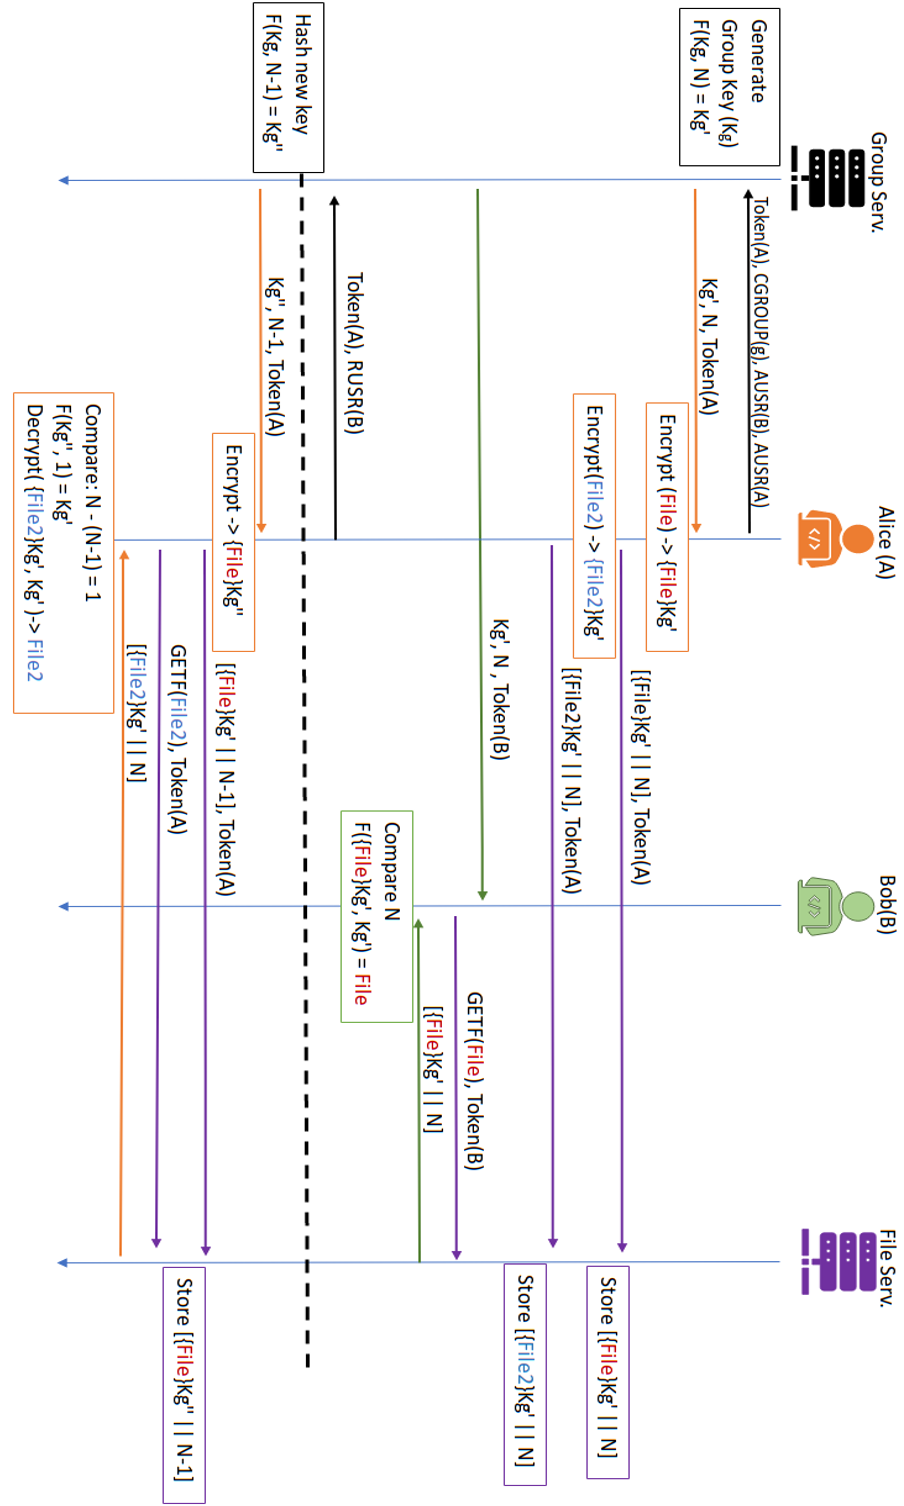 Group Serv.
Alice (A)
Bob(B)
File Serv.
Generate
Group Key (Kg)
F(Kg, N) = Kg'
Token(A), CGROUP(g), AUSR(B), AUSR(A)
Kg', N, Token(A)
Encrypt (File) -> {File}Kg'
[{File}Kg' || N], Token(A)
Store [{File}Kg' || N]
Encrypt(File2) -> {File2}Kg'
[{File2}Kg' || N], Token(A)
Store [{File2}Kg' || N]
Kg', N , Token(B)
GETF(File), Token(B)
[{File}Kg' || N]
Compare N
F({File}Kg', Kg') = File
Token(A), RUSR(B)
Hash new key
F(Kg, N-1) = Kg''
Kg'', N-1, Token(A)
Encrypt -> {File}Kg''
[{File}Kg' || N-1], Token(A)
Store [{File}Kg'' || N-1]
GETF(File2), Token(A)
[{File2}Kg' || N]
Compare: N - (N-1) = 1
F(Kg'', 1) = Kg'
Decrypt( {File2}Kg', Kg')-> File2